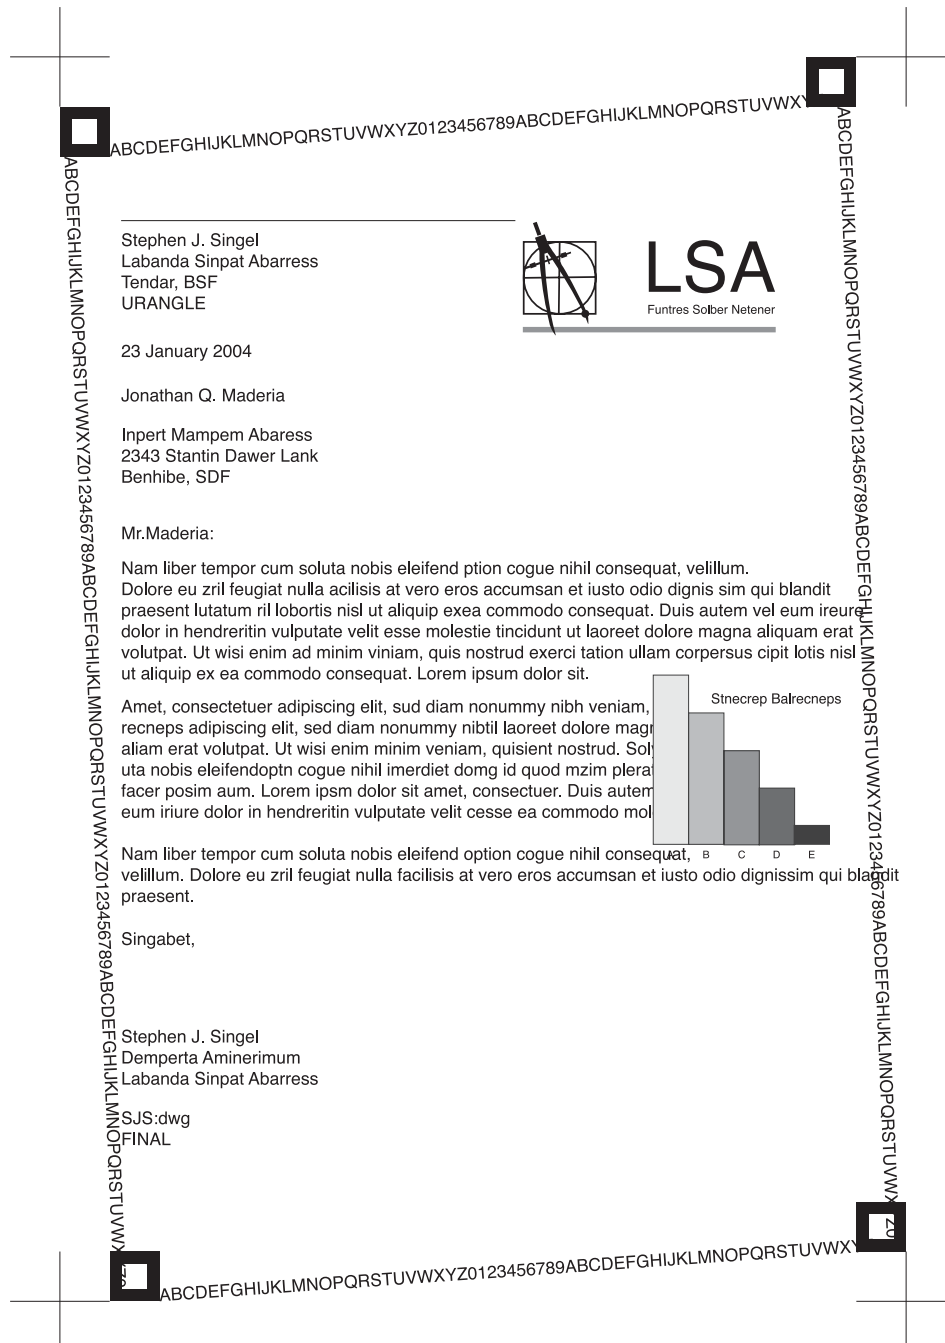 ABCDEFGHIJKLMNOPQRSTUVWXYZ0123456789ABCDEFGHIJKLMNOPQRSTUVWXY
ABCDEFGHIJKLMNOPQRSTUVWXYZ0123456789ABCDEFGHIJKLMNOPQRSTUVWXYZ0123456789ABCDEFGHIJKLMNOPQRSTUVWX
ABCDEFGHIJKLMNOPQRSTUVWXYZ0123456789ABCDEFGHIJKLMNOPQRSTUVWXYZ0123456789ABCDEFGHIJKLMNOPQRSTUVWX Z0
Stephen J. Singel
Labanda Sinpat Abarress
Tendar, BSF
URANGLE
LSA
Funtres Solber Netener
23 January 2004
Jonathan Q. Maderia
Inpert Mampem Abaress
2343 Stantin Dawer Lank
Benhibe, SDF
Mr.Maderia:
Nam liber tempor cum soluta nobis eleifend ption cogue nihil consequat, velillum.
Dolore eu zril feugiat nulla acilisis at vero eros accumsan et iusto odio dignis sim qui blandit
praesent lutatum ril lobortis nisl ut aliquip exea commodo consequat. Duis autem vel eum ireure
dolor in hendreritin vulputate velit esse molestie tincidunt ut laoreet dolore magna aliquam erat
volutpat. Ut wisi enim ad minim viniam, quis nostrud exerci tation ullam corpersus cipit lotis nisl
ut aliquip ex ea commodo consequat. Lorem ipsum dolor sit.
Amet, consectetuer adipiscing elit, sud diam nonummy nibh veniam,
recneps adipiscing elit, sed diam nonummy nibtil laoreet dolore magn
aliam erat volutpat. Ut wisi enim minim veniam, quisient nostrud. Soly
uta nobis eleifendoptn cogue nihil imerdiet domg id quod mzim plerat
facer posim aum. Lorem ipsm dolor sit amet, consectuer. Duis autem
eum iriure dolor in hendreritin vulputate velit cesse ea commodo mol
Stnecrep Balrecneps
A B C D E
Nam liber tempor cum soluta nobis eleifend option cogue nihil consequat,
velillum. Dolore eu zril feugiat nulla facilisis at vero eros accumsan et iusto odio dignissim qui blandit
praesent.
Singabet,
Stephen J. Singel
Demperta Aminerimum
Labanda Sinpat Abarress
SJS:dwg
FINAL
ABCDEFGHIJKLMNOPQRSTUVWXYZ0123456789ABCDEFGHIJKLMNOPQRSTUVWXY